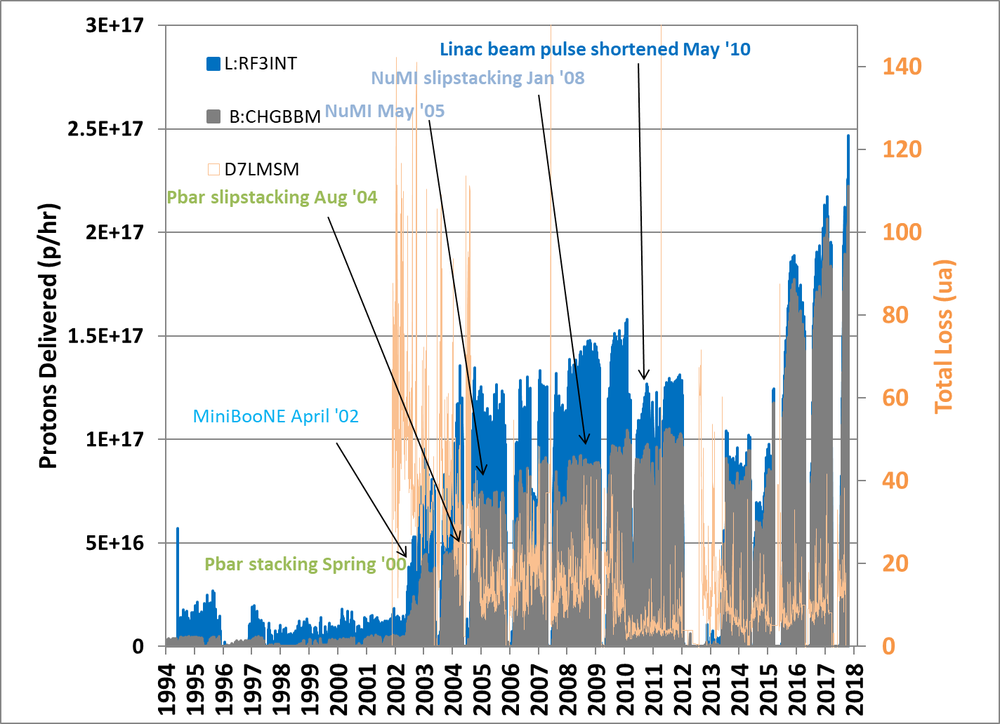 3E+17
2.5E+17
2E+17
1.5E+17
1E+17
5E+16
0
Protons Delivered (p/hr)
L:RF3INT
B:CHGBBM
D7LMSM
Linac beam pulse shortened May '10
NuMI slipstacking Jan '08
NuMI May '05
Pbar slipstacking Aug '04
MiniBooNE April '02
Pbar stacking Spring '00
140
120
100
80
60
40
20
0
Total Loss (ua)
1994 1995 1996 1997 1998 1999 2000 2001 2002 2003 2004 2005 2006 2007 2008 2009 2010 2011 2012 2013 2014 2015 2016 2017 2018